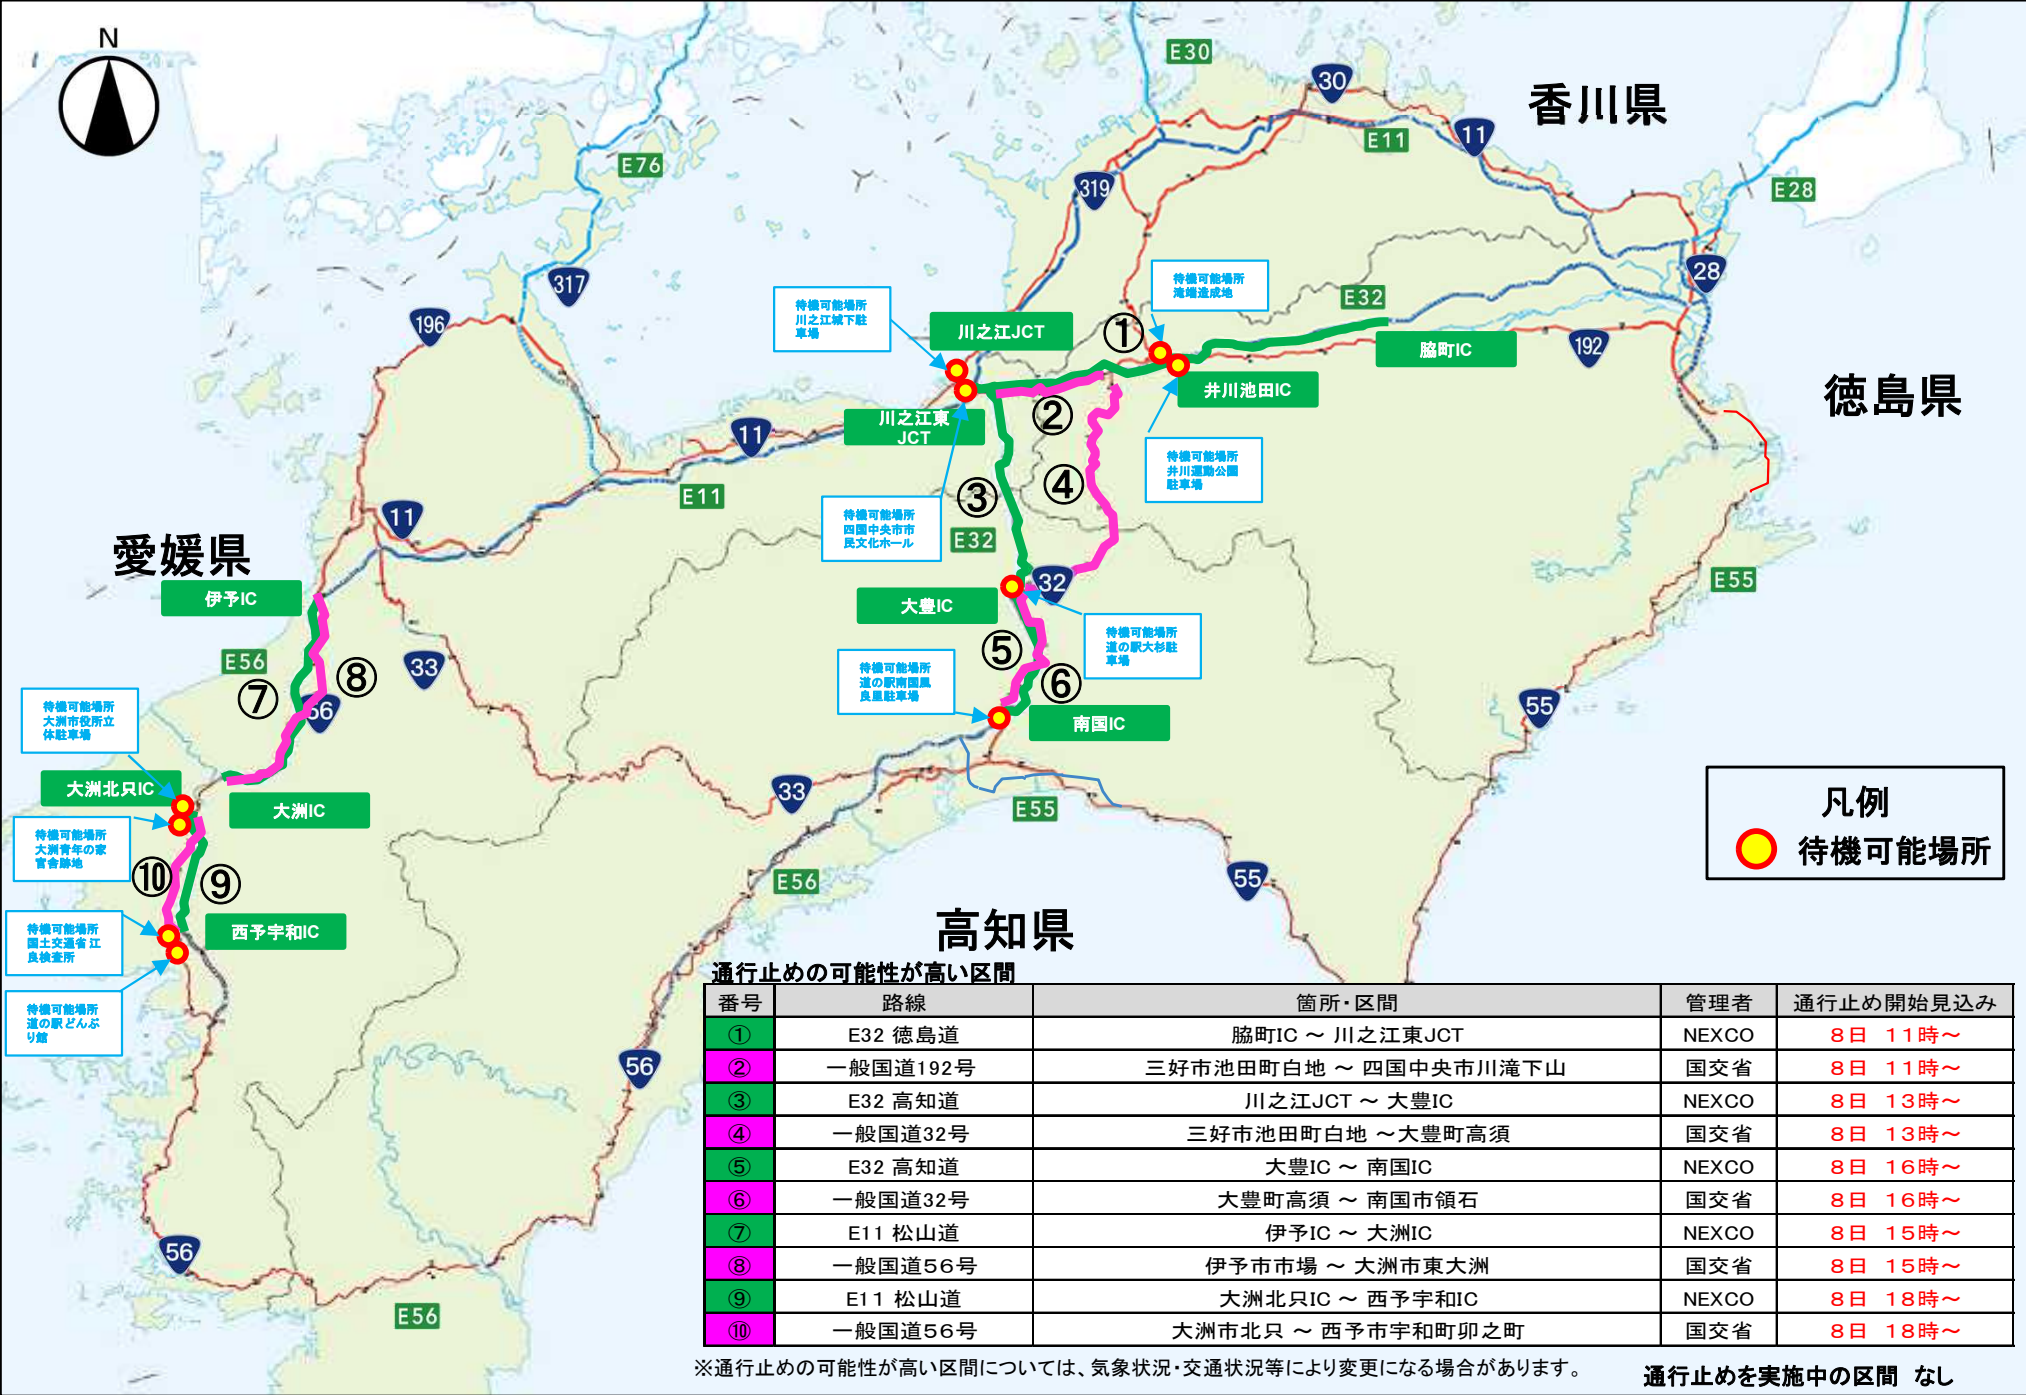 N
E30
30
香川県
11
E11
E76
319
E28
317
28
196
待機可能場所
滝端造成地
E32
待機可能場所
川之江城下駐
車場
川之江JCT
①
脇町IC
192
井川池田IC
徳島県
②
川之江東
JCT
11
待機可能場所
井川運動公園
駐車場
E11
③
④
11
待機可能場所
四国中央市市
民文化ホール
E32
愛媛県
伊予IC
32
E55
大豊IC
待機可能場所
道の駅大杉駐
車場
⑤
E56
33
⑧
⑦
待機可能場所
道の駅南国風
良里駐車場
⑥
56
55
待機可能場所
大洲市役所立
体駐車場
南国IC
大洲北只IC
33
大洲IC
E55
凡例
待機可能場所
待機可能場所
大洲青年の家
官舎跡地
⑩
⑨
E56
55
西予宇和IC
待機可能場所
国土交通省 江
良検査所
高知県
待機可能場所
道の駅どんぶ
り館
56
56
E56
通行止めの可能性が高い区間
番号 路線 箇所・区間 管理者 通行止め開始見込み
① E32 徳島道 脇町IC ～ 川之江東JCT NEXCO 8日 11時～
② 一般国道192号 三好市池田町白地 ～ 四国中央市川滝下山 国交省 8日 11時～
③ E32 高知道 川之江JCT ～ 大豊IC NEXCO 8日 13時～
④ 一般国道32号 三好市池田町白地 ～大豊町高須 国交省 8日 13時～
⑤ E32 高知道 大豊IC ～ 南国IC NEXCO 8日 16時～
⑥ 一般国道32号 大豊町高須 ～ 南国市領石 国交省 8日 16時～
⑦ E11 松山道 伊予IC ～ 大洲IC NEXCO 8日 15時～
⑧ 一般国道56号 伊予市市場 ～ 大洲市東大洲 国交省 8日 15時～
⑨ E11 松山道 大洲北只IC ～ 西予宇和IC NEXCO 8日 18時～
⑩ 一般国道56号 大洲市北只 ～ 西予市宇和町卯之町 国交省 8日 18時～
※通行止めの可能性が高い区間については、気象状況・交通状況等により変更になる場合があります。
通行止めを実施中の区間 なし